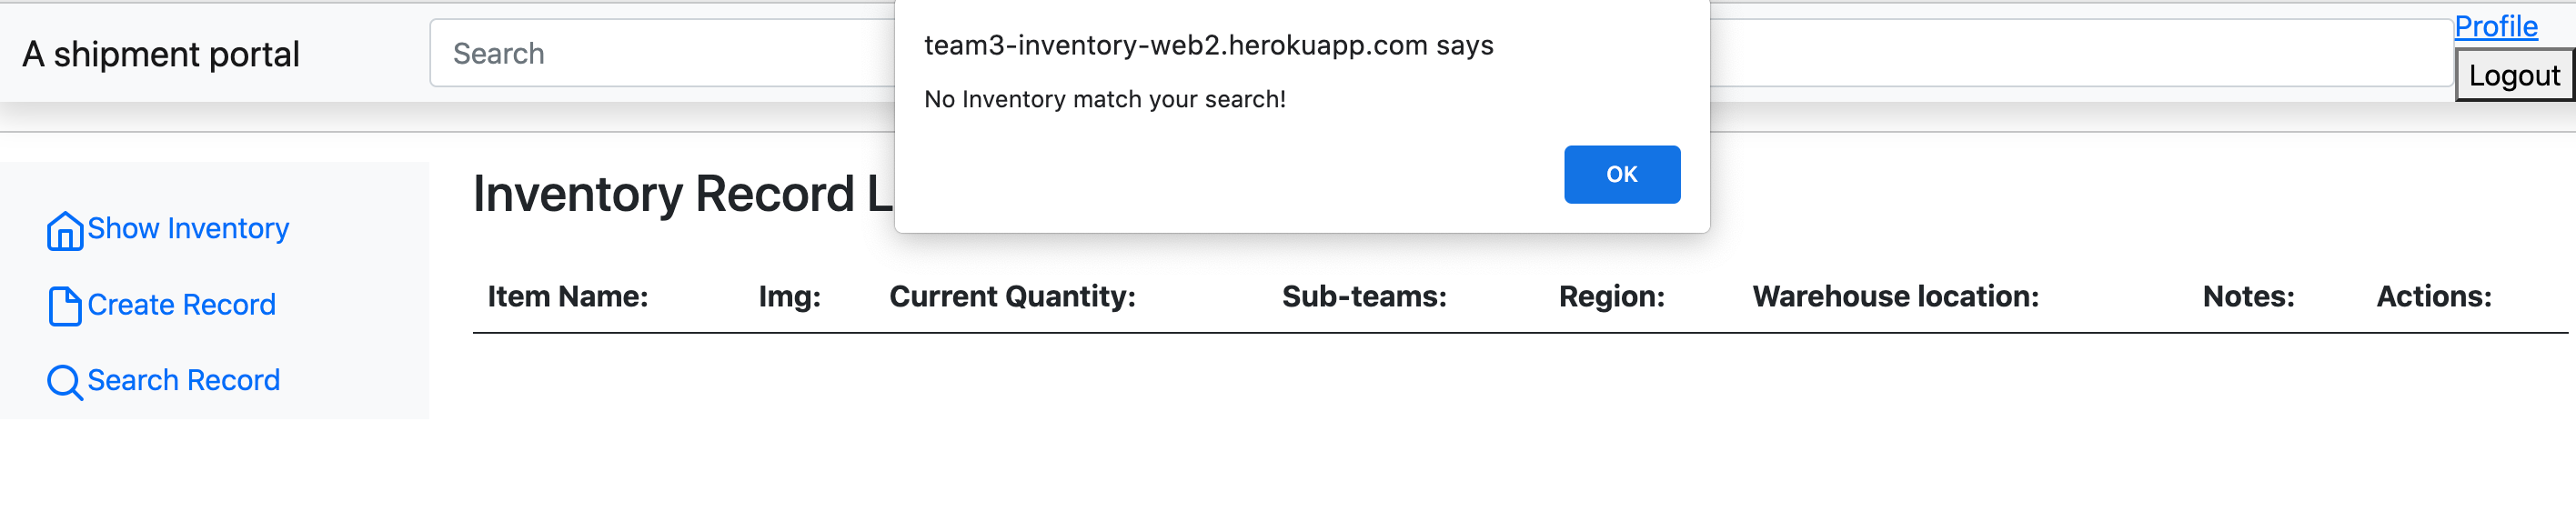 A shipment portal
Search
Profile
Logout
team3-inventory-web2.herokuapp.com says
No Inventory match your search!
OK
Show Inventory
Create Record
Search Record
Inventory Record L
Item Name: Img: Current Quantity: Sub-teams: Region: Warehouse location: Notes: Actions: